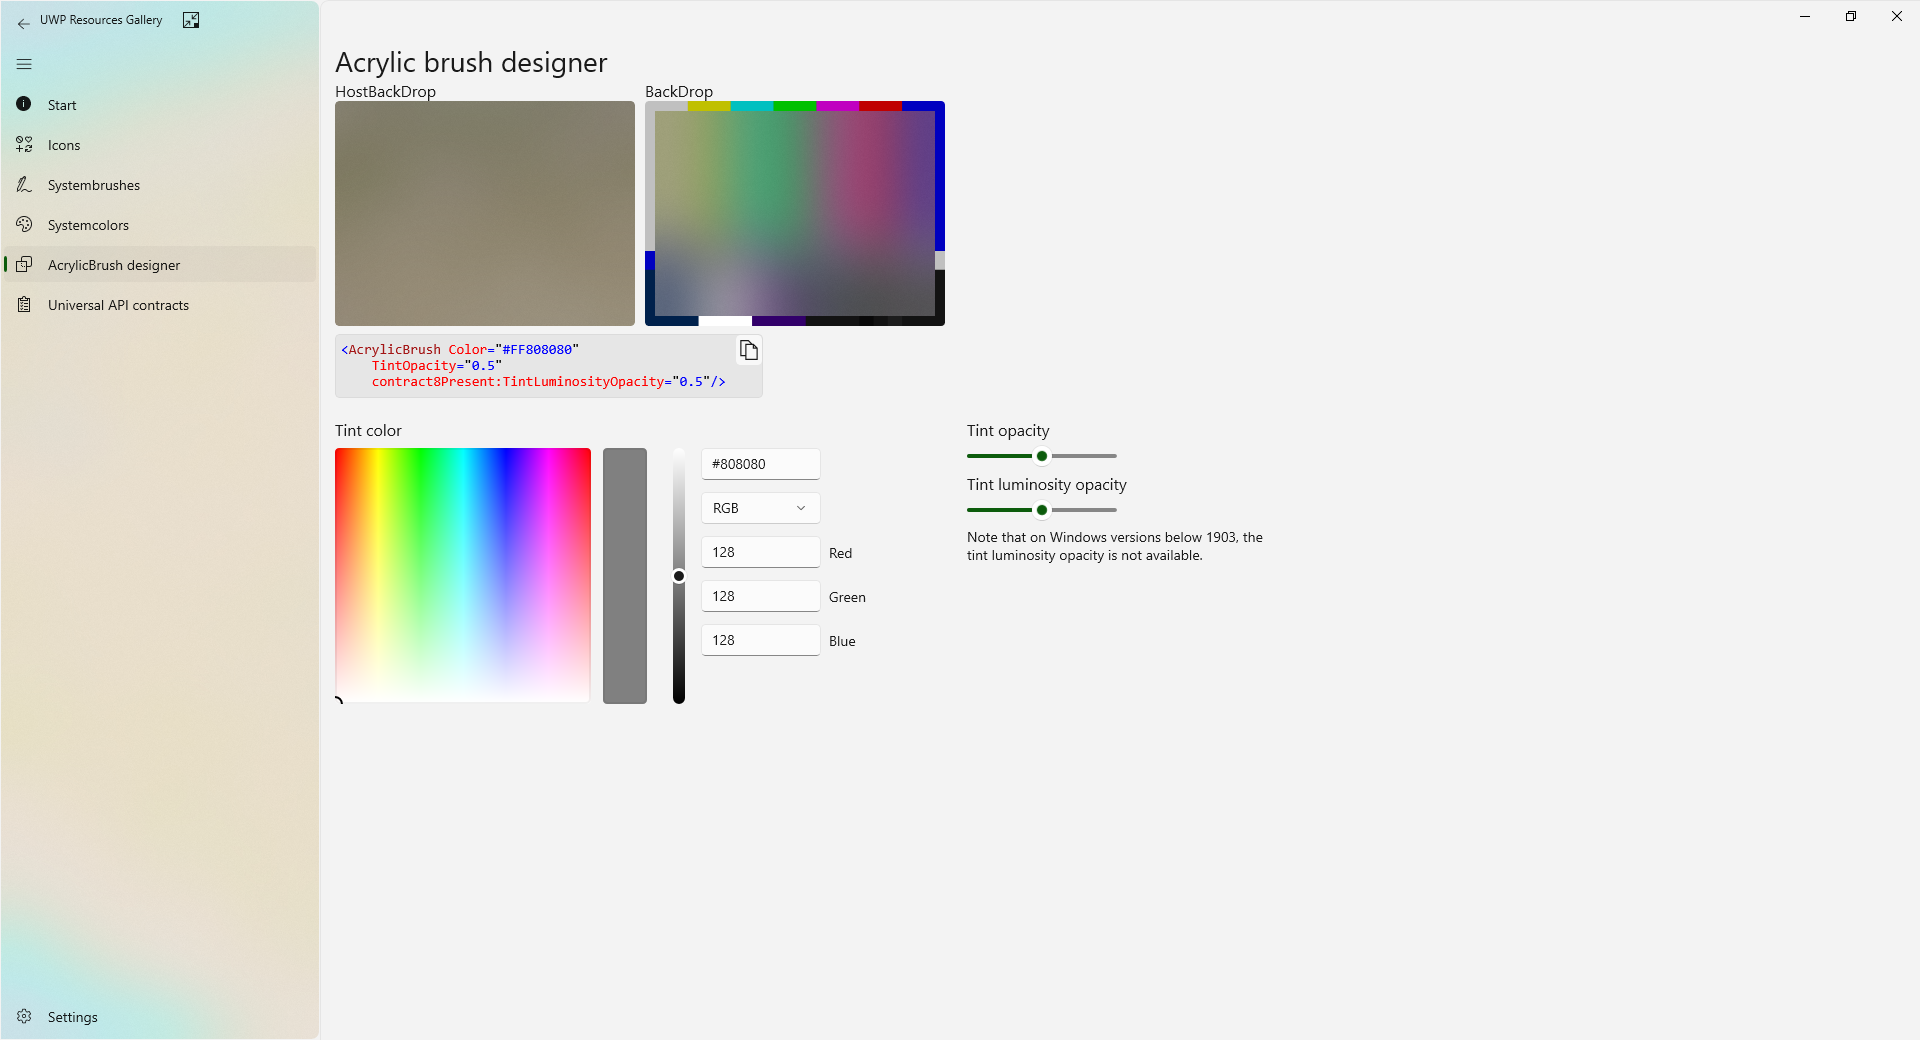 UWP Resources Gallery
Start
Icons
Systembrushes
Systemcolors
AcrylicBrush designer
Universal API contracts
Settings
Acrylic brush designer
HostBackDrop
BackDrop
<AcrylicBrush Color="#FF808080"
TintOpacity="0.5"
contract8Present:TintLuminosityOpacity="0.5"/>
Tint color
#808080
RGB
128 Red
128 Green
128 Blue
Tint opacity
Tint luminosity opacity
Note that on Windows versions below 1903, the
tint luminosity opacity is not available.